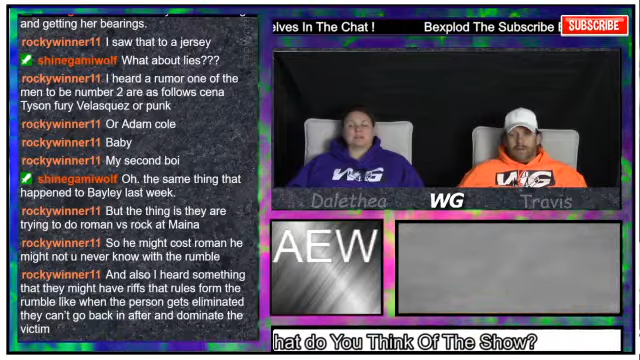 and getting her bearings.
rockywinner11 I saw that to a jersey
shinegamiwolf What about lies???
rockywinner11 I heard a rumor one of the
men to be number 2 are as follows cena
Tyson fury Velasquez or punk
rockywinner11 Or Adam cole
rockywinner11 Baby
rockywinner11 My second boi
shinegamiwolf Oh. the same thing that
happened to Bayley last week.
rockywinner11 But the thing is they are
trying to do roman vs rock at Maina
rockywinner11 So he might cost roman he
might not u never know with the rumble
rockywinner11 And also I heard something
that they might have riffs that rules form the
rumble like when the person gets eliminated
they can't go back in after and dominate the
victim
elves In The Chat ! Bexplod The Subscribe
SUBSCRIBE
WG
WG
Dalethea WG Travis
AEW
hat do You Think Of The Show?